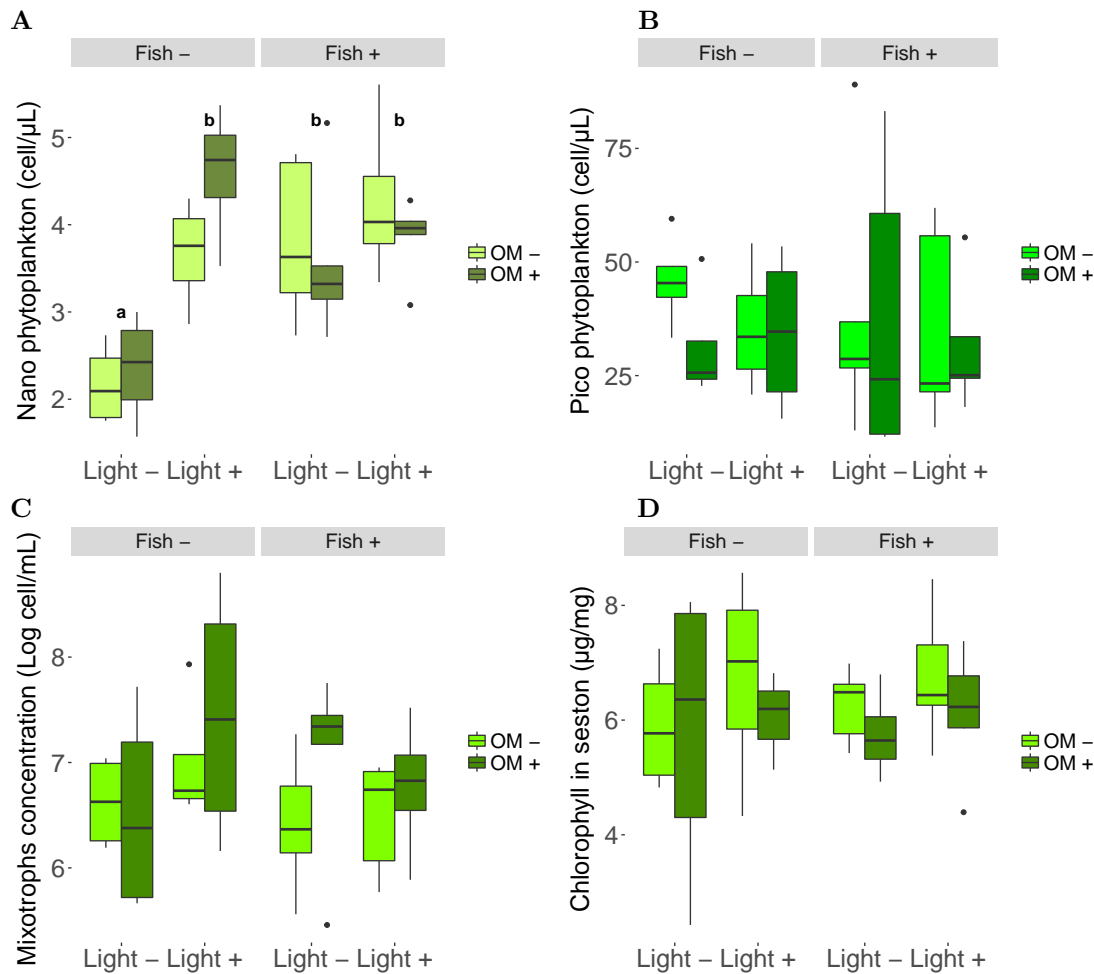 A
Fish − Fish +
Nano phytoplankton (cell/µL)
5
4
3
2
a
b
b
b
Light − Light + Light − Light +
OM −
OM +
B
Fish − Fish +
Pico phytoplankton (cell/µL)
75
50
25
Light − Light + Light − Light +
OM −
OM +
C
Fish − Fish +
Mixotrophs concentration (Log cell/mL)
8
7
6
Light − Light + Light − Light +
OM −
OM +
D
Fish − Fish +
Chlorophyll in seston (µg/mg)
8
6
4
Light − Light + Light − Light +
OM −
OM +